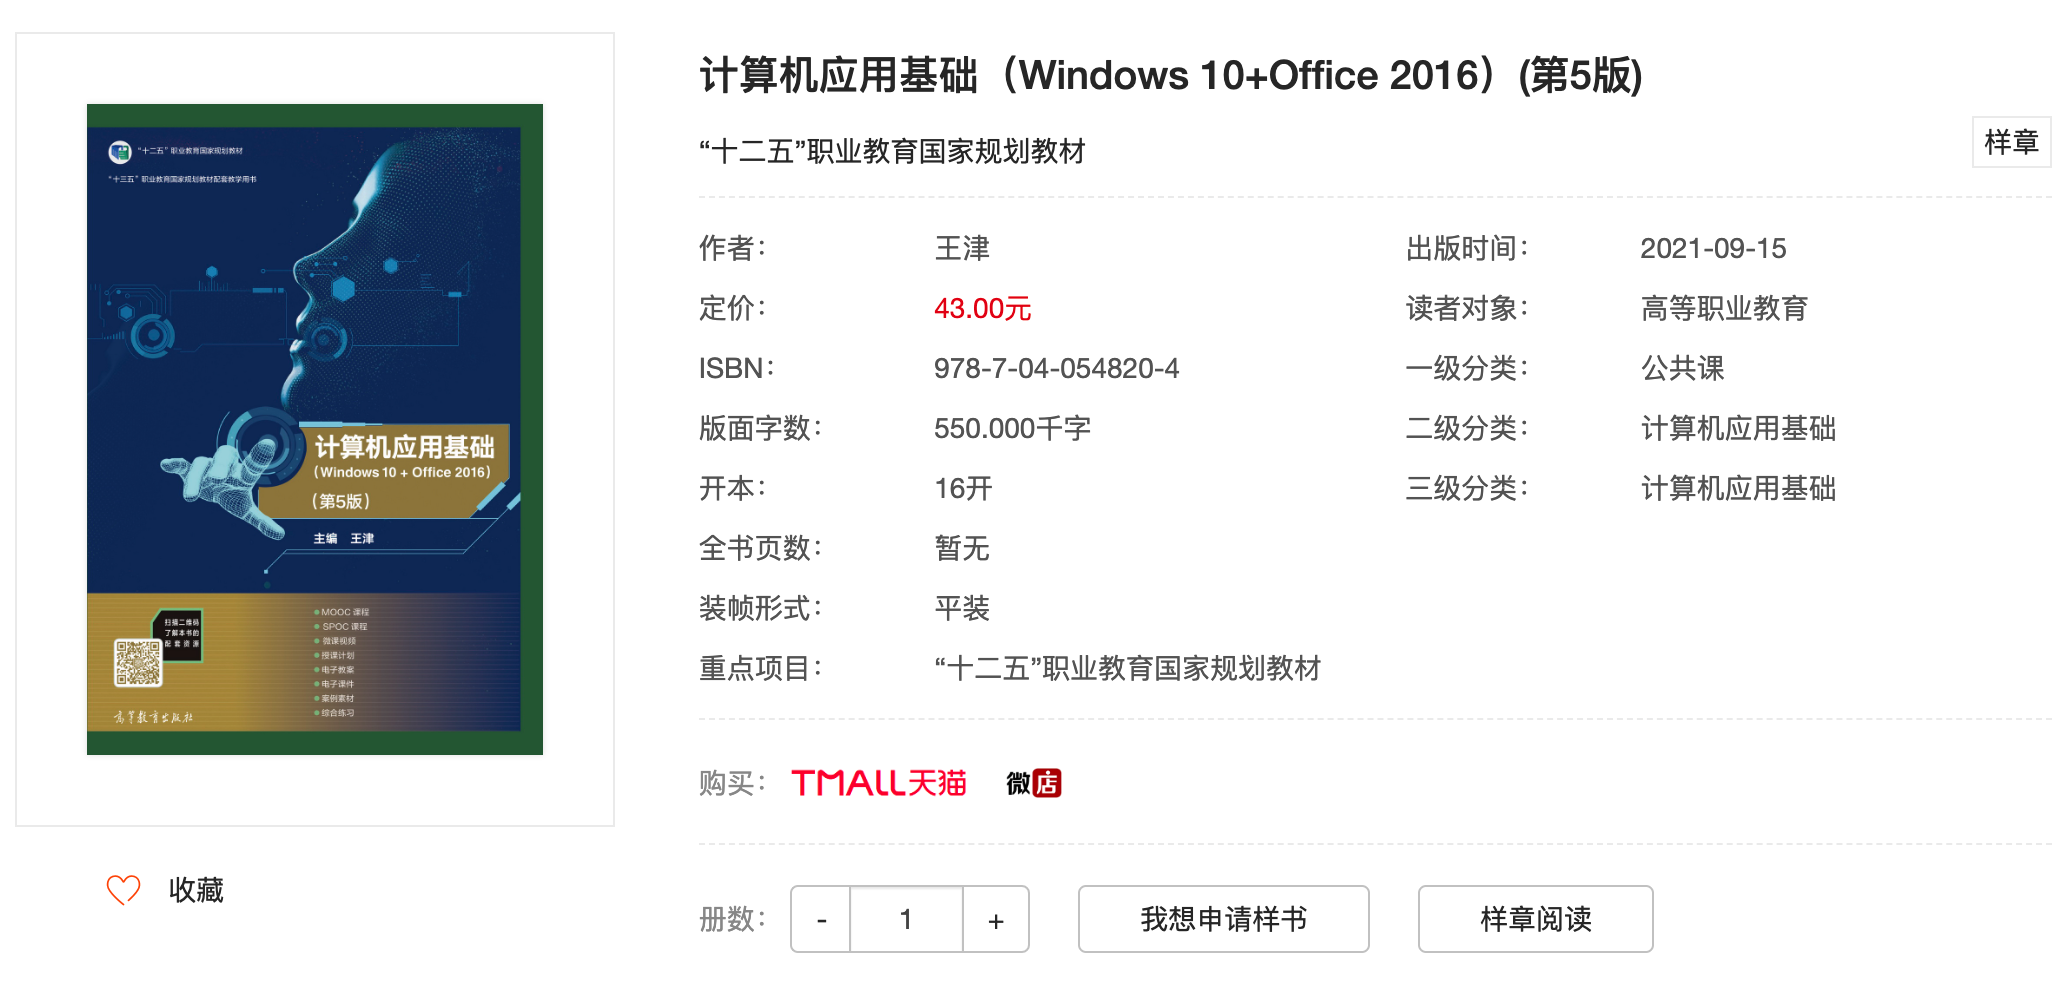 “十二五”职业教育国家规划教材
“十三五”职业教育国家规划教材配套教学用书
计算机应用基础
（Windows 10 + Office 2016）
（第5版）
主编 王津
扫描二维码
了解本书的
配套资源
MOOC 课程
SPOC 课程
微课视频
授课计划
电子教案
电子课件
案例素材
综合练习
高等教育出版社
收藏
计算机应用基础（Windows 10+Office 2016）(第5版)
“十二五”职业教育国家规划教材
样章
作者： 王津 出版时间： 2021-09-15
定价： 43.00元 读者对象： 高等职业教育
ISBN： 978-7-04-054820-4 一级分类： 公共课
版面字数： 550.000千字 二级分类： 计算机应用基础
开本： 16开 三级分类： 计算机应用基础
全书页数： 暂无
装帧形式： 平装
重点项目： “十二五”职业教育国家规划教材
购买： TMALL天猫 微店
册数： - 1 + 我想申请样书 样章阅读